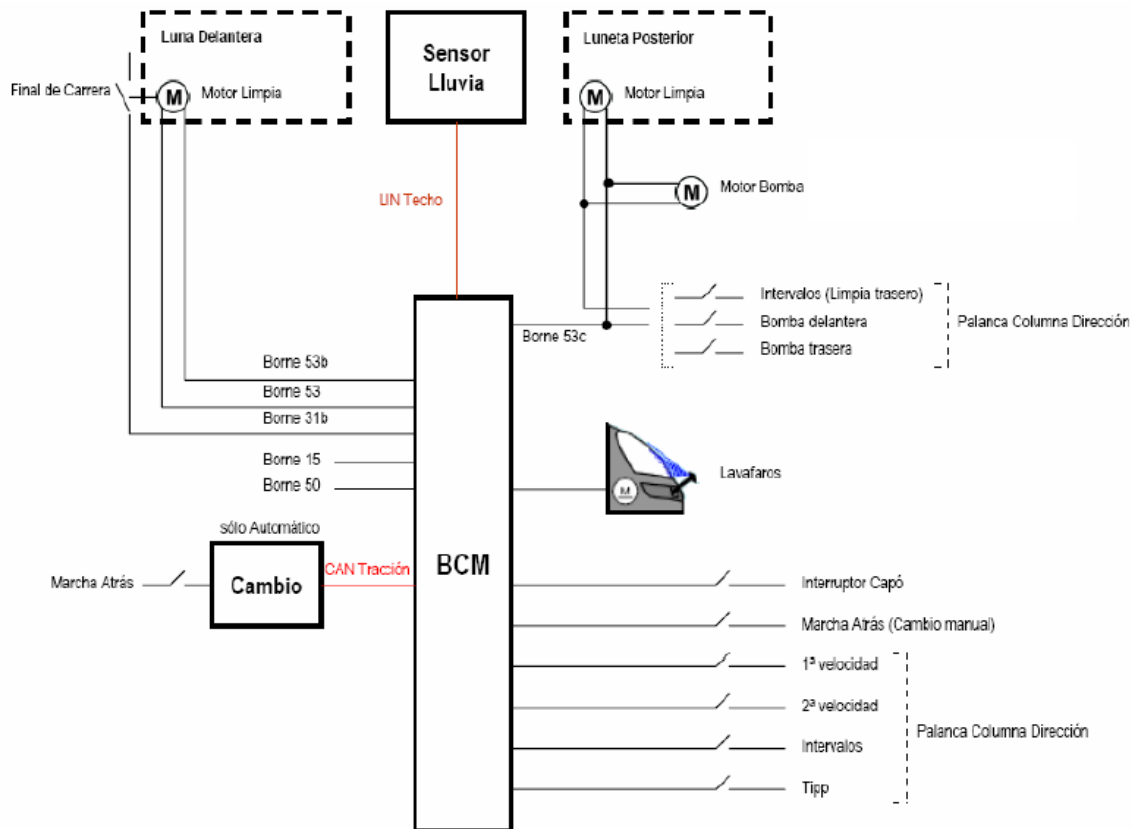 Luna Delantera
Sensor
Lluvia
Luneta Posterior
Final de Carrera
M
Motor Limpia
M
Motor Limpia
LIN Techo
M
Motor Bomba
Intervalos (Limpia trasero)
Bomba delantera
Bomba trasera
Palanca Columna Dirección
Borne 53c
Borne 53b
Borne 53
Borne 31b
Borne 15
Borne 50
M
Lavafaros
sólo Automático
Marcha Atrás
Cambio
CAN Tracción
BCM
Interruptor Capó
Marcha Atrás (Cambio manual)
1ª velocidad
2ª velocidad
Intervalos
Tipp
Palanca Columna Dirección